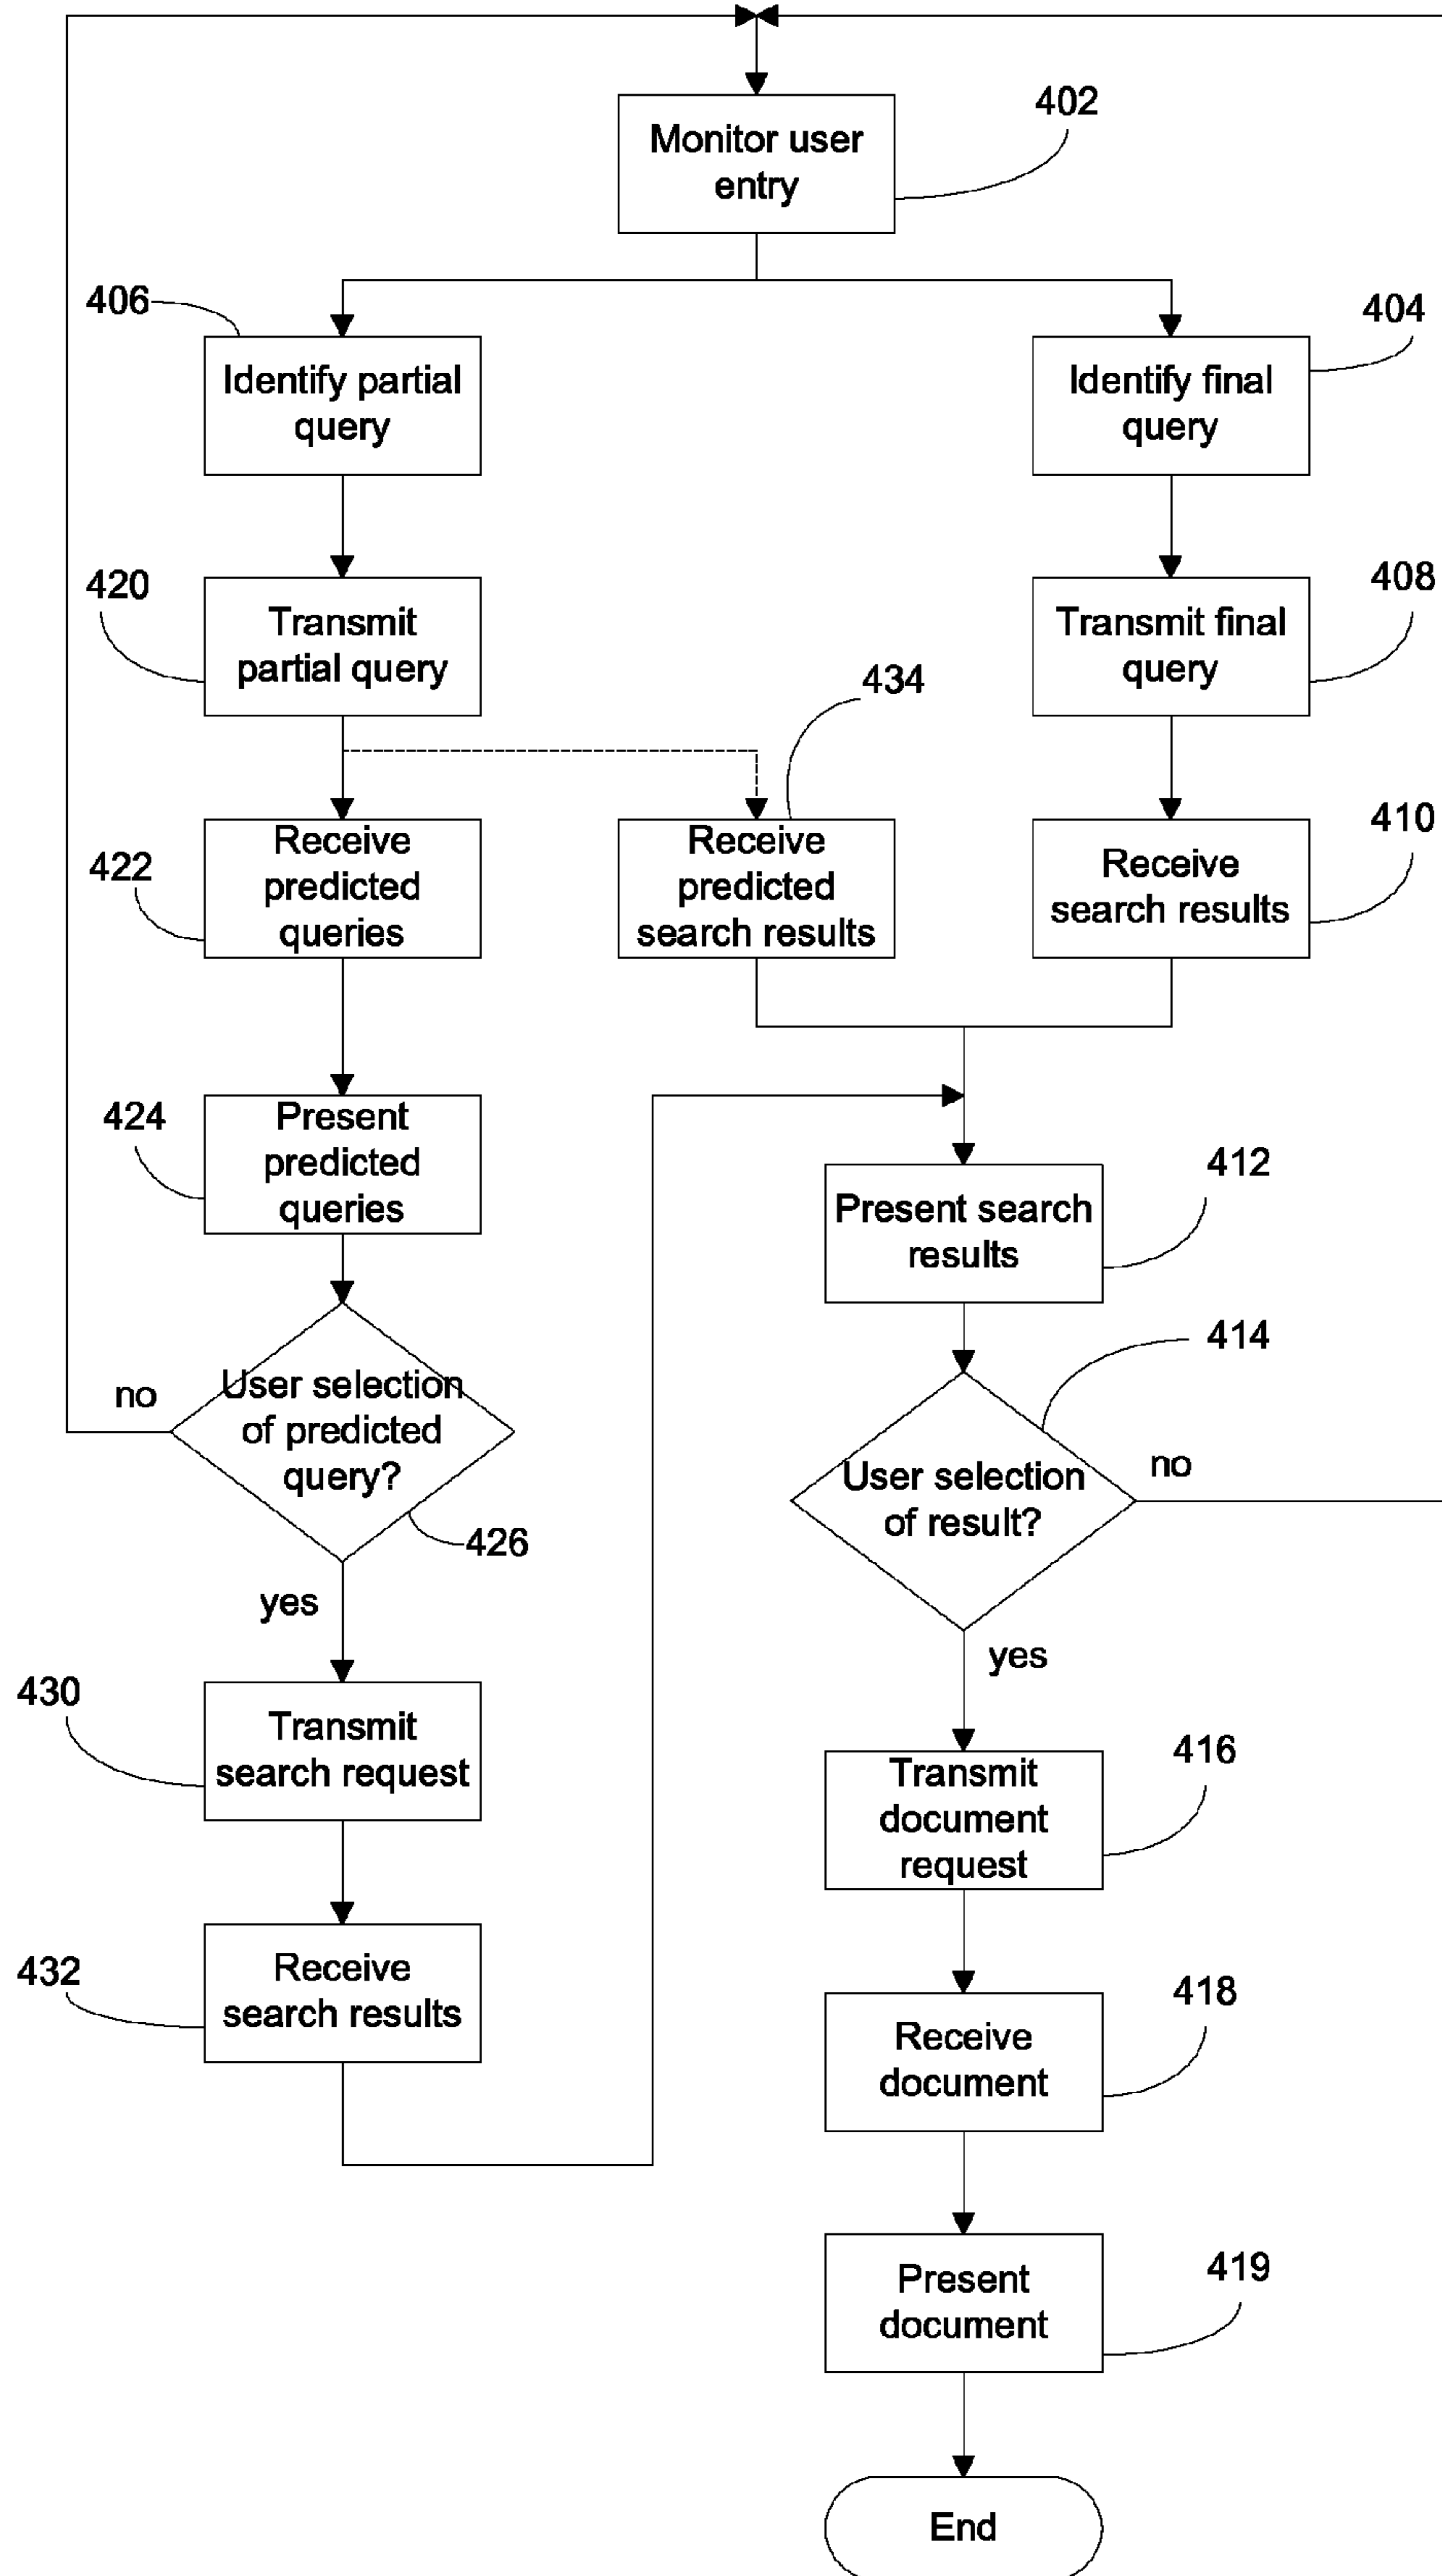 402
Monitor user
entry
406
404
Identify partial
query
Identify final
query
420
408
Transmit
partial query
Transmit final
query
434
422
410
Receive
predicted
queries
Receive
predicted
search results
Receive
search results
424
Present
predicted
queries
412
Present search
results
414
no
User selection
of predicted
query?
426
no
User selection
of result?
yes
yes
430
Transmit
search request
416
Transmit
document
request
432
Receive
search results
418
Receive
document
419
Present
document
End